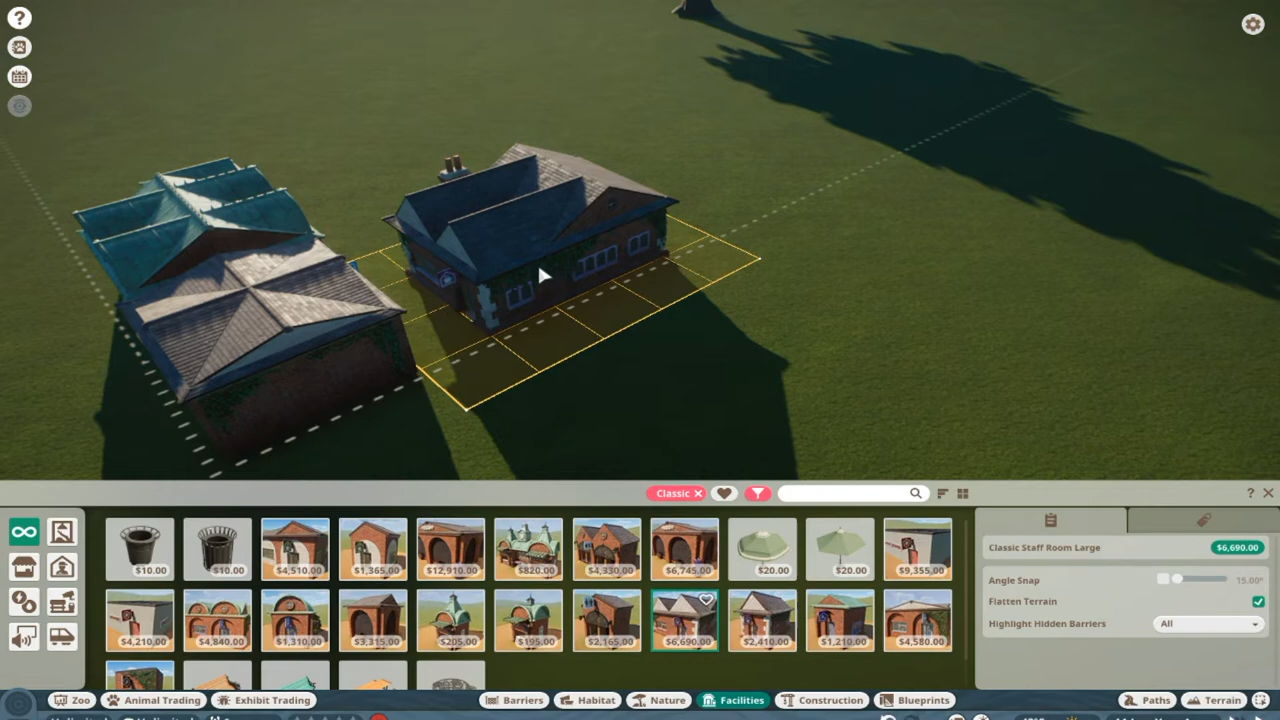 Classic ×
? ×
$10.00 $10.00 $4,510.00 $1,365.00 $12,910.00 $820.00 $4,330.00 $6,745.00 $20.00 $20.00 $9,355.00
$4,210.00 $4,840.00 $1,310.00 $3,315.00 $205.00 $195.00 $2,165.00 $6,690.00 $2,410.00 $1,210.00 $4,580.00
Classic Staff Room Large $6,690.00
Angle Snap 15.00°
Flatten Terrain
Highlight Hidden Barriers All
Zoo Animal Trading Exhibit Trading Barriers Habitat Nature Facilities Construction Blueprints Paths Terrain